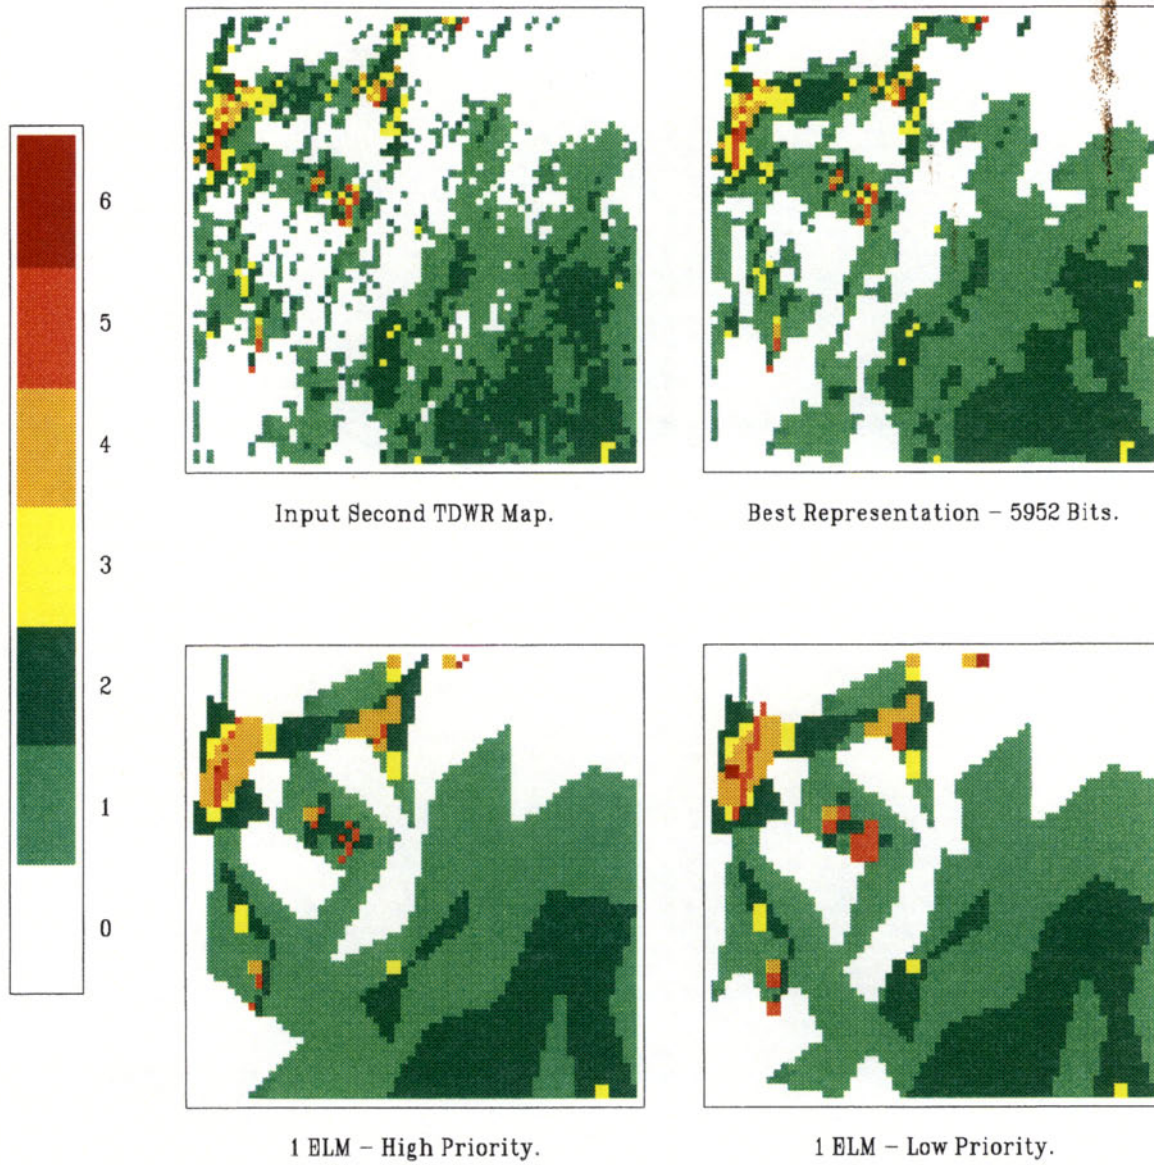 6
5
4
3
2
1
0
Input Second TDWR Map.
Best Representation – 5952 Bits.
1 ELM – High Priority.
1 ELM – Low Priority.